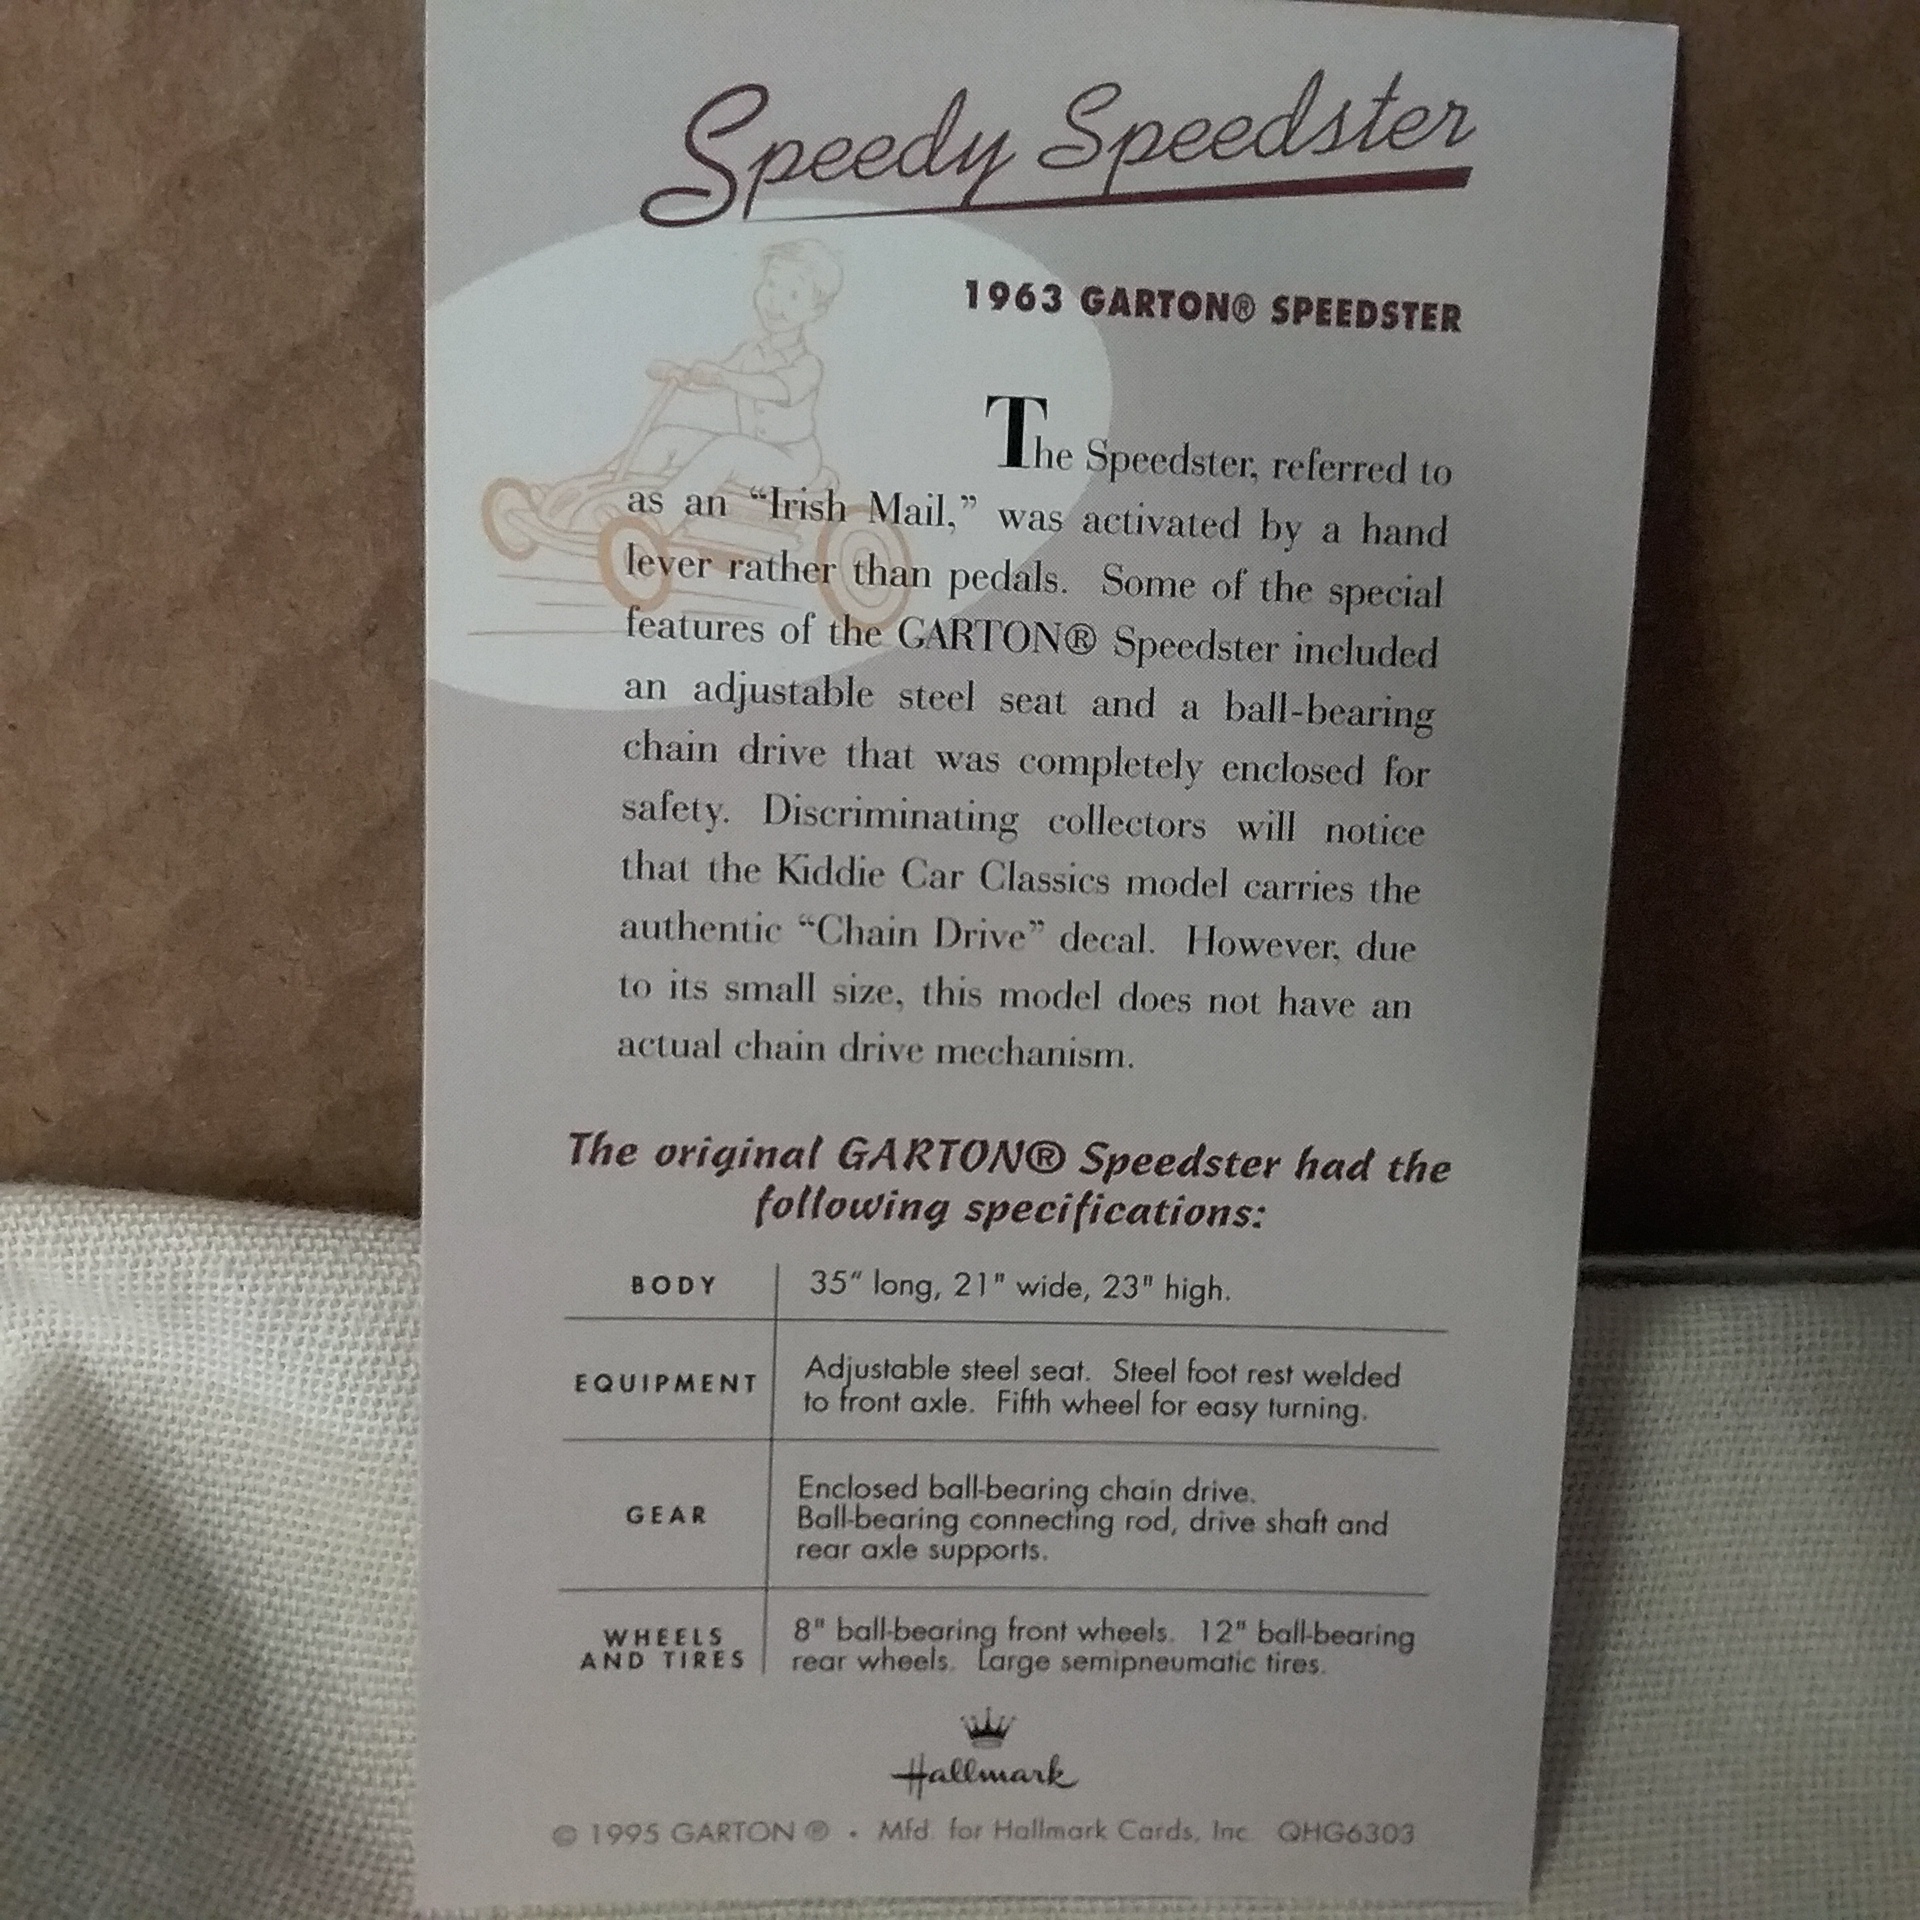 Speedy Speedster
1963 GARTON® SPEEDSTER
The Speedster, referred to
as an “Irish Mail,” was activated by a hand
lever rather than pedals. Some of the special
features of the GARTON® Speedster included
an adjustable steel seat and a ball-bearing
chain drive that was completely enclosed for
safety. Discriminating collectors will notice
that the Kiddie Car Classics model carries the
authentic “Chain Drive” decal. However, due
to its small size, this model does not have an
actual chain drive mechanism.
The original GARTON® Speedster had the
following specifications:
BODY 35" long, 21" wide, 23" high.
EQUIPMENT Adjustable steel seat. Steel foot rest welded
to front axle. Fifth wheel for easy turning.
GEAR Enclosed ball-bearing chain drive.
Ball-bearing connecting rod, drive shaft and
rear axle supports.
WHEELS AND TIRES 8" ball-bearing front wheels. 12" ball-bearing
rear wheels. Large semipneumatic tires.
Hallmark
© 1995 GARTON ® • Mfd. for Hallmark Cards, Inc. QHG6303